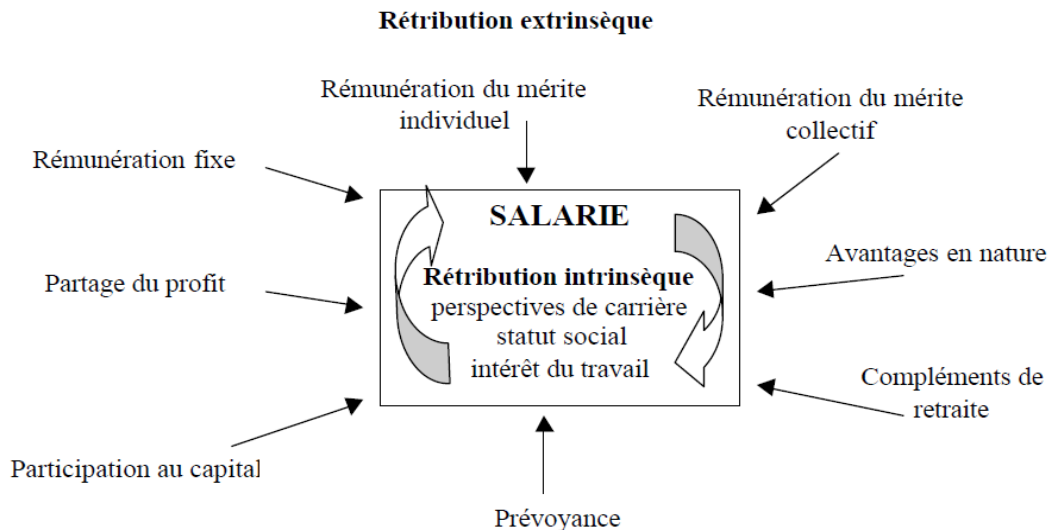 Rétribution extrinsèque
Rémunération du mérite
individuel
Rémunération du mérite
collectif
Rémunération fixe
SALARIE
Avantages en nature
Rétribution intrinsèque
Partage du profit
perspectives de carrière
statut social
intérêt du travail
Compléments de
retraite
Participation au capital
Prévoyance